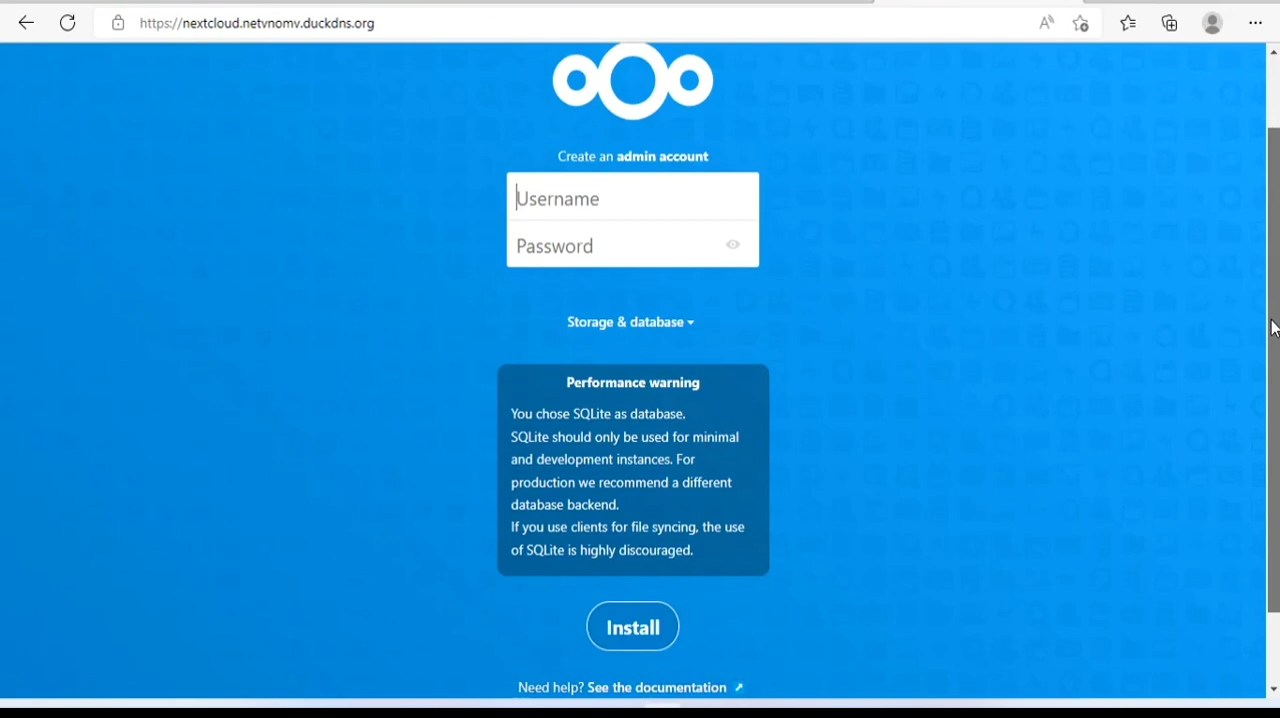 https://nextcloud.netvnomv.duckdns.org
Create an admin account
Username
Password
Storage & database
Performance warning
You chose SQLite as database.
SQLite should only be used for minimal
and development instances. For
production we recommend a different
database backend.
If you use clients for file syncing, the use
of SQLite is highly discouraged.
Install
Need help? See the documentation